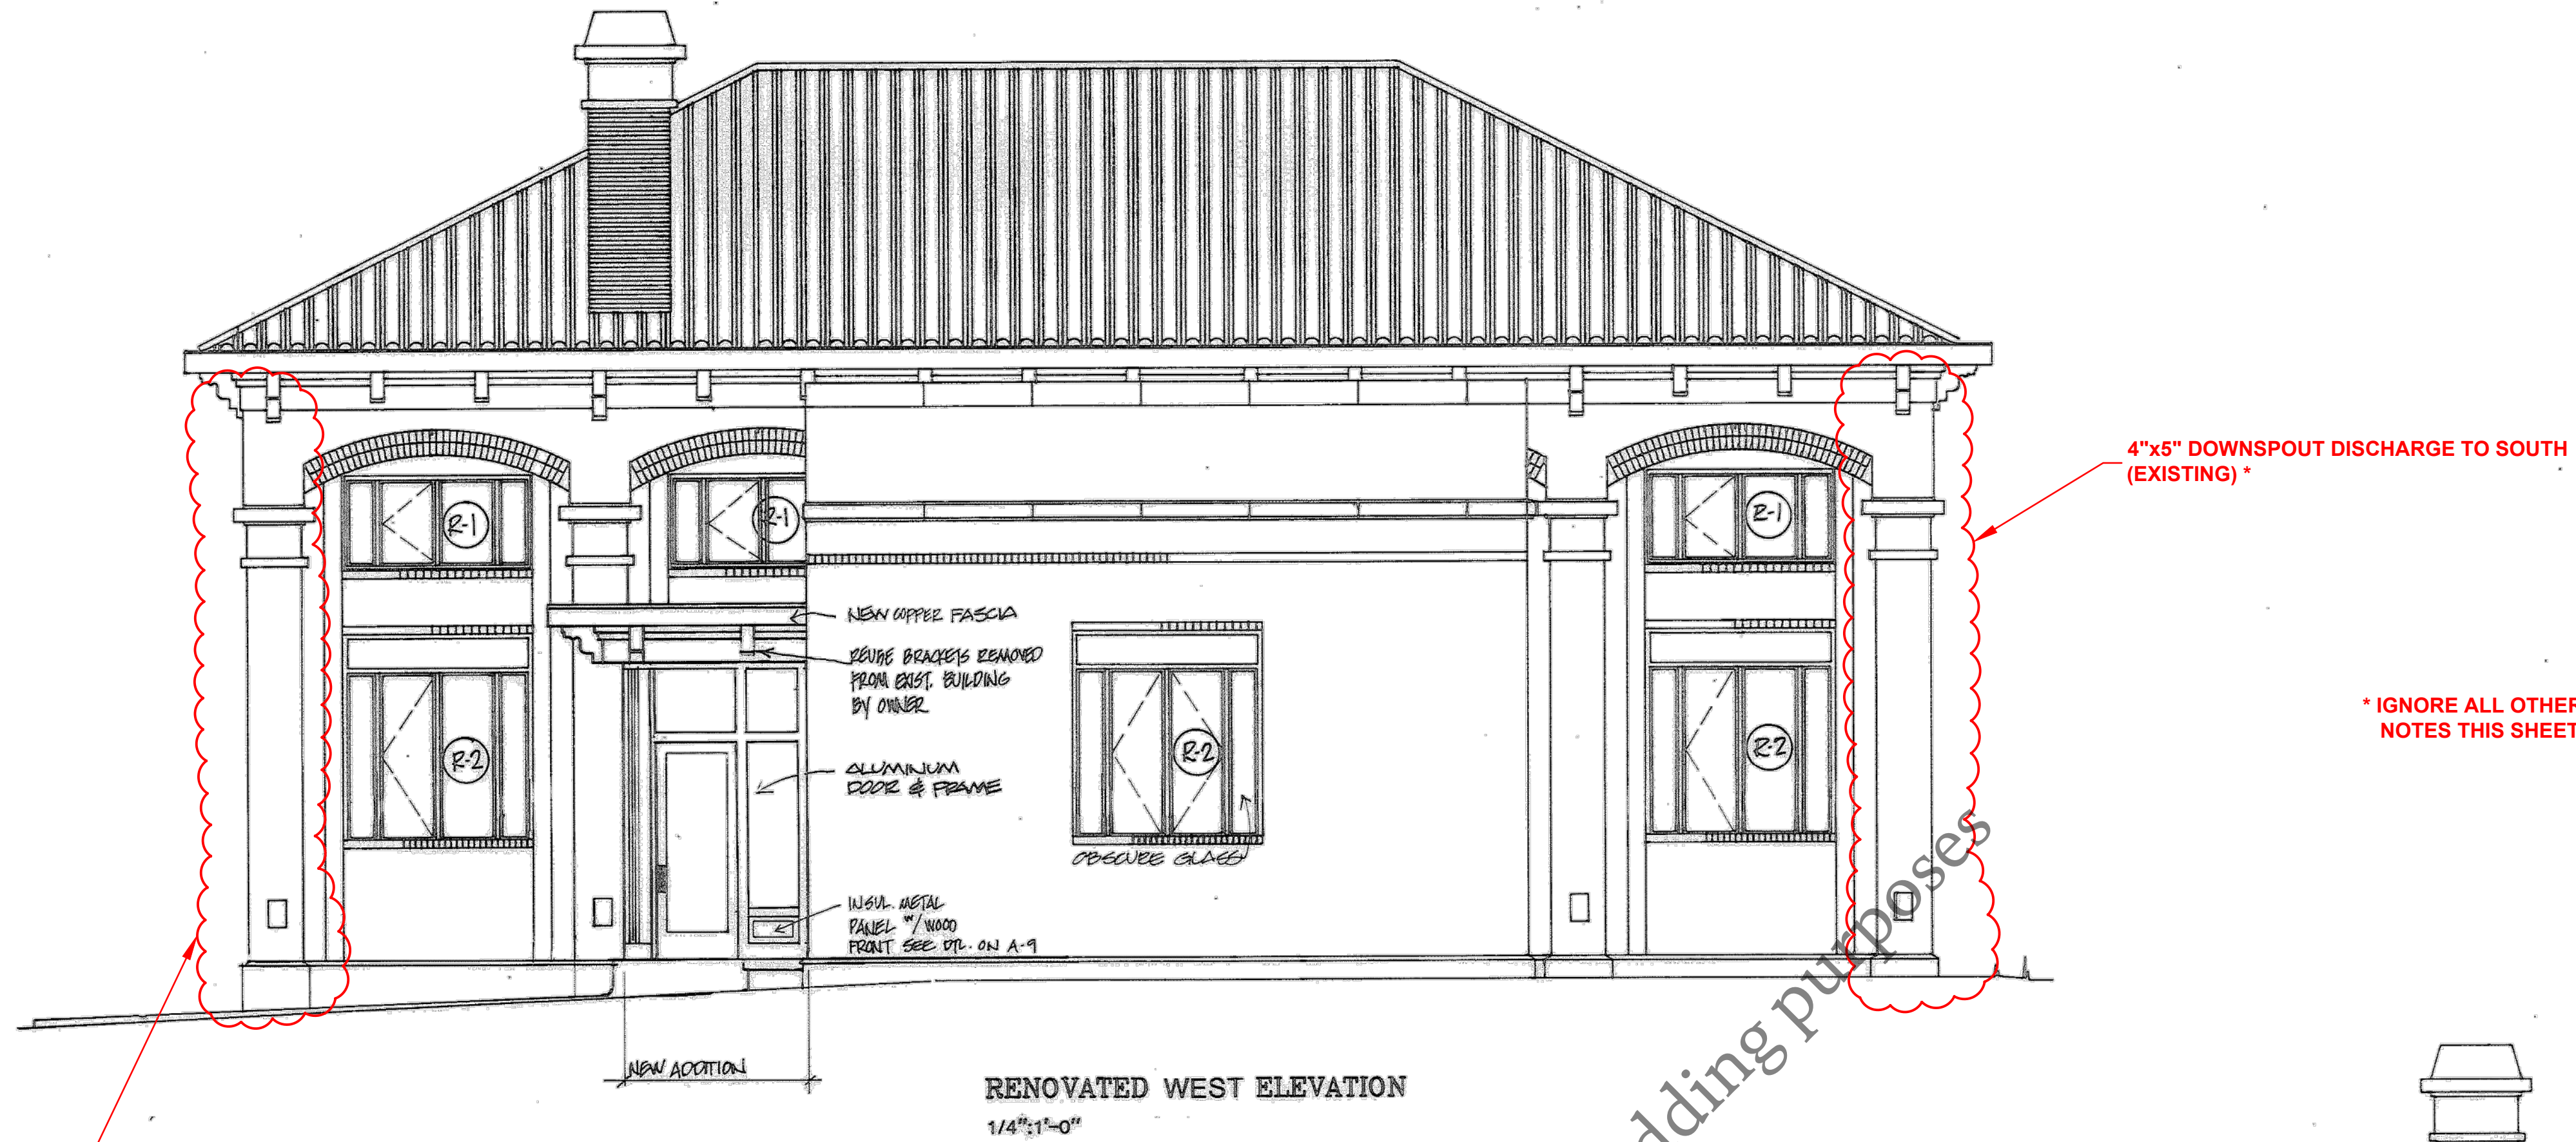 R-1
R-1
R-1
4"x5" DOWNSPOUT DISCHARGE TO SOUTH
(EXISTING) *
NEW COPPER FASCIA
REUSE BRACKETS REMOVED
FROM EXIST. BUILDING
BY OWNER
* IGNORE ALL OTHER
NOTES THIS SHEET
R-2
R-2
R-2
ALUMINUM
DOOR & FRAME
OBSCURE GLASS
INSUL. METAL
PANEL W/ WOOD
FRONT SEE DTL. ON A-9
NEW ADDITION
RENOVATED WEST ELEVATION
1/4":1'-0"
purposes